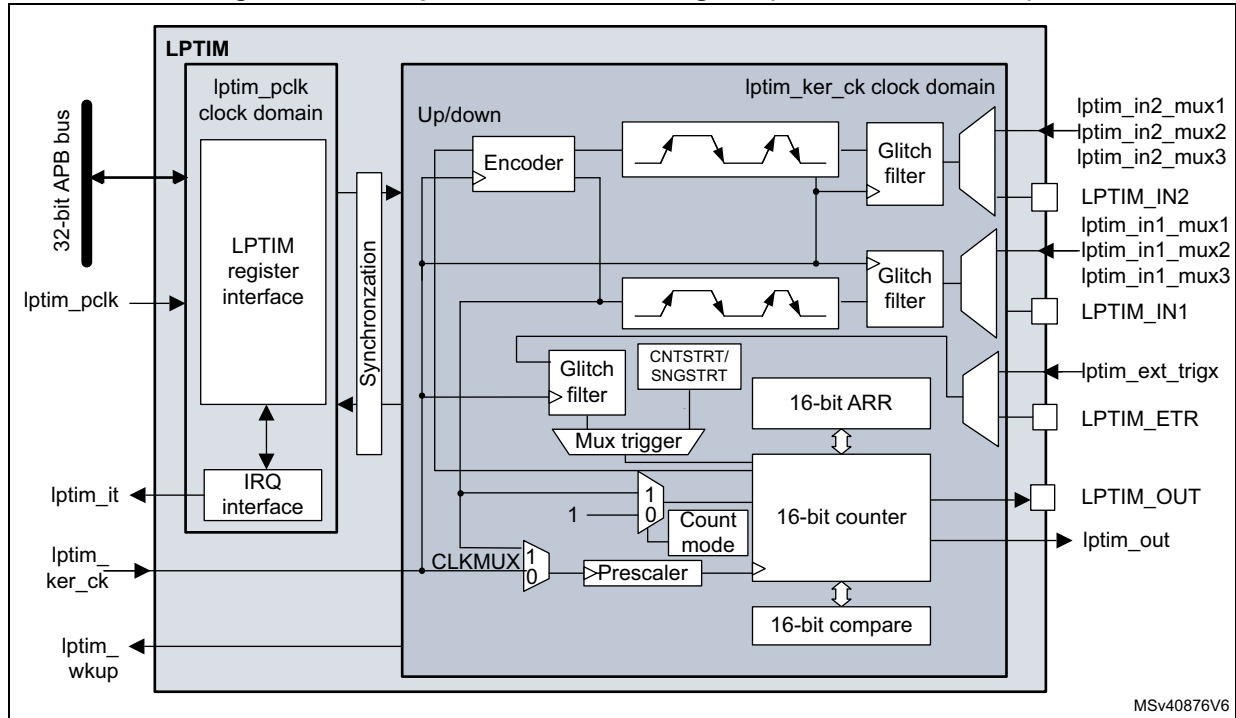 LPTIM
lptim_pclk
clock domain
lptim_ker_ck clock domain
Up/down
Encoder
Glitch
filter
lptim_in2_mux1
lptim_in2_mux2
lptim_in2_mux3
LPTIM_IN2
32-bit APB bus
LPTIM
register
interface
Synchronization
lptim_in1_mux1
lptim_in1_mux2
lptim_in1_mux3
Glitch
filter
LPTIM_IN1
lptim_pclk
Glitch
filter
CNTSTRT/
SNGSTRT
16-bit ARR
lptim_ext_trigx
LPTIM_ETR
Mux trigger
IRQ
interface
lptim_it
1
1
0
Count
mode
16-bit counter
LPTIM_OUT
lptim_out
lptim_
ker_ck
CLKMUX
1
0
Prescaler
16-bit compare
lptim_
wkup
MSv40876V6